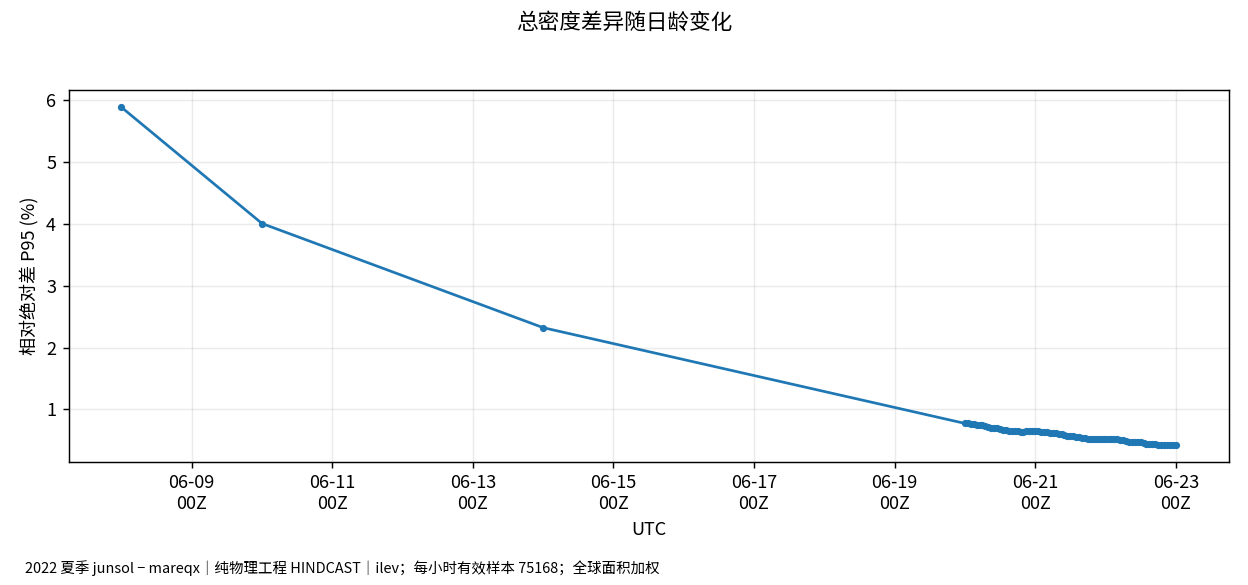 总密度差异随日龄变化
相对绝对差 P95 (%)
6
5
4
3
2
1
06-09 00Z
06-11 00Z
06-13 00Z
06-15 00Z
06-17 00Z
06-19 00Z
06-21 00Z
06-23 00Z
UTC
2022 夏季 junsol − mareqx｜纯物理工程 HINDCAST｜ilev；每小时有效样本 75168；全球面积加权